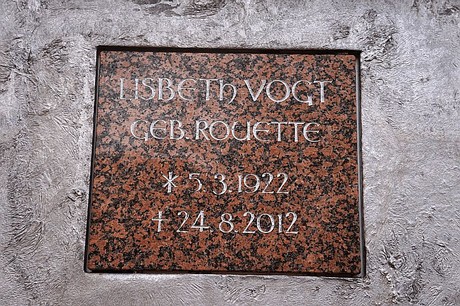 LISBETH VOGT
GEB. ROUETTE
* 5.3.1922
† 24.8.2012